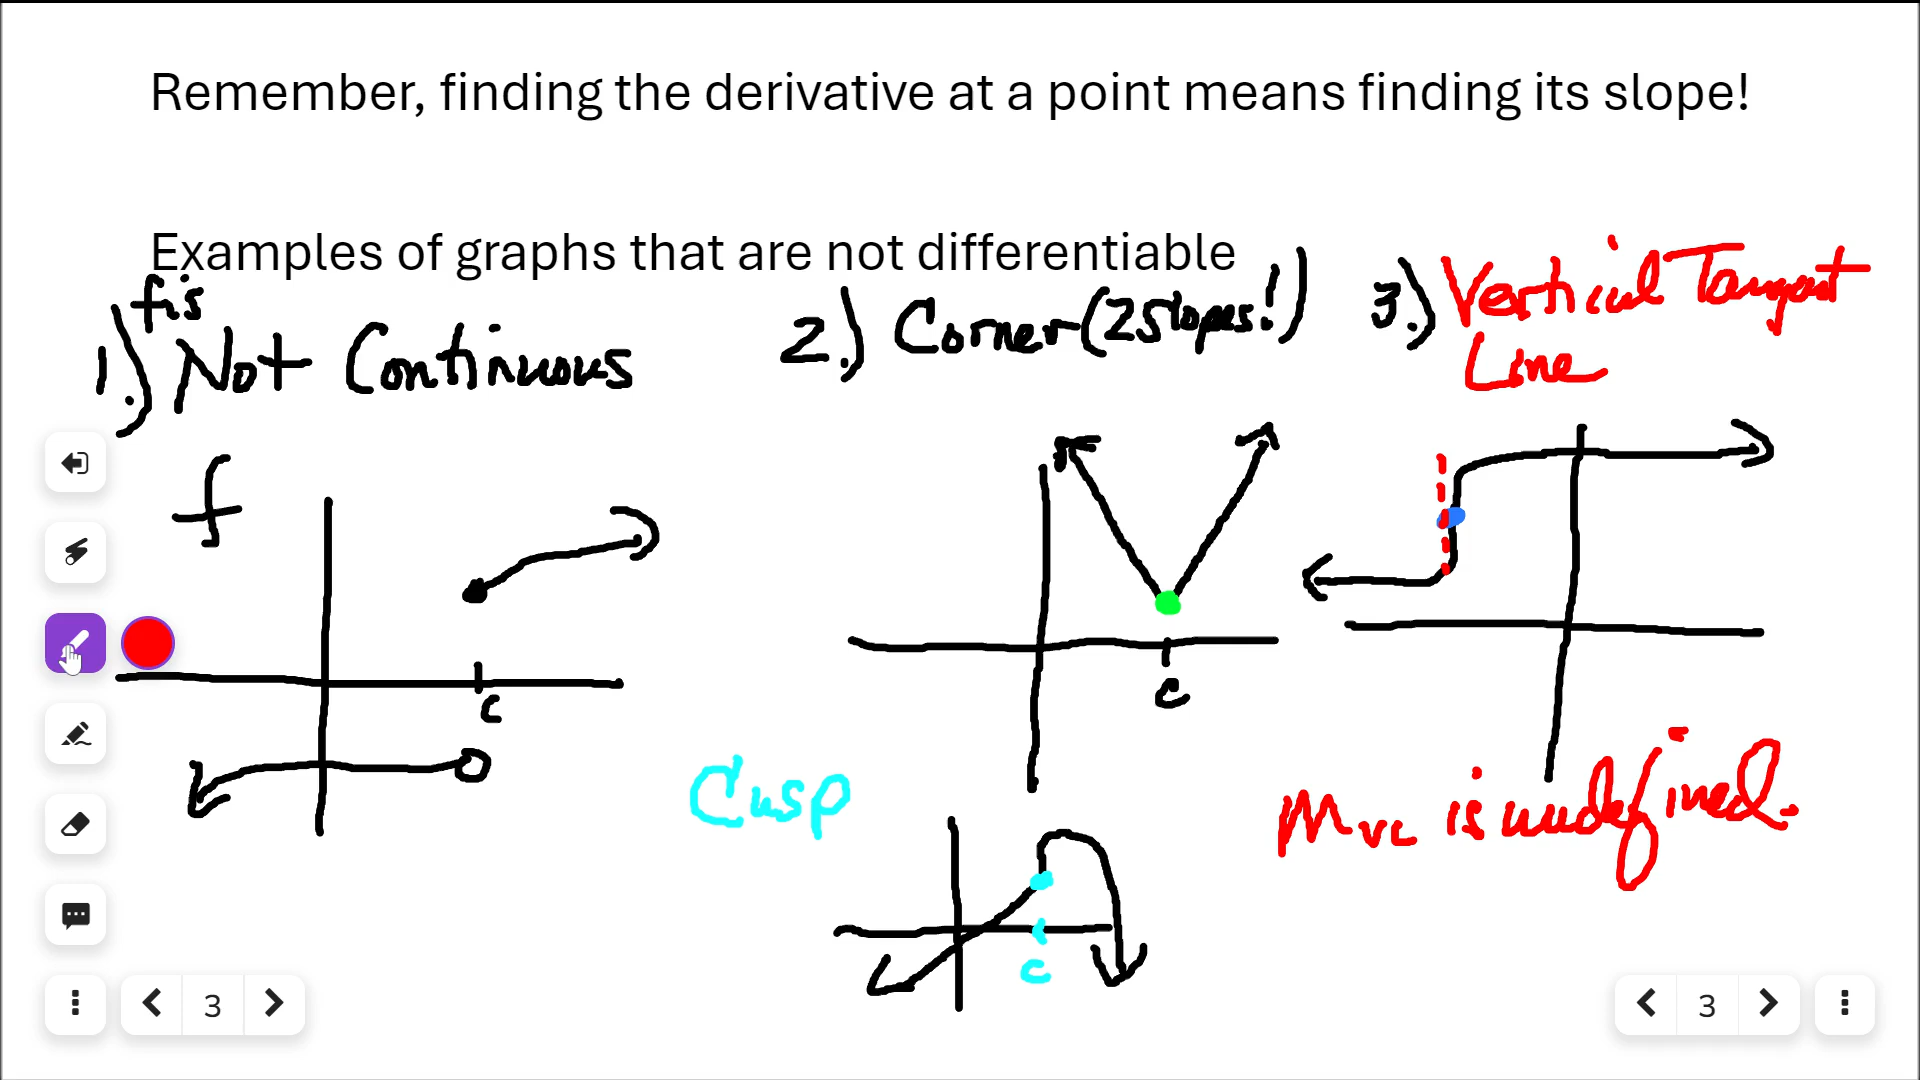 Remember, finding the derivative at a point means finding its slope!
Examples of graphs that are not differentiable
1.) f is
Not Continuous
2.) Corner (2 slopes!)
3.) Vertical Tangent
Line
f
c
c
Cusp
c
Mvc is undefined.
3
3